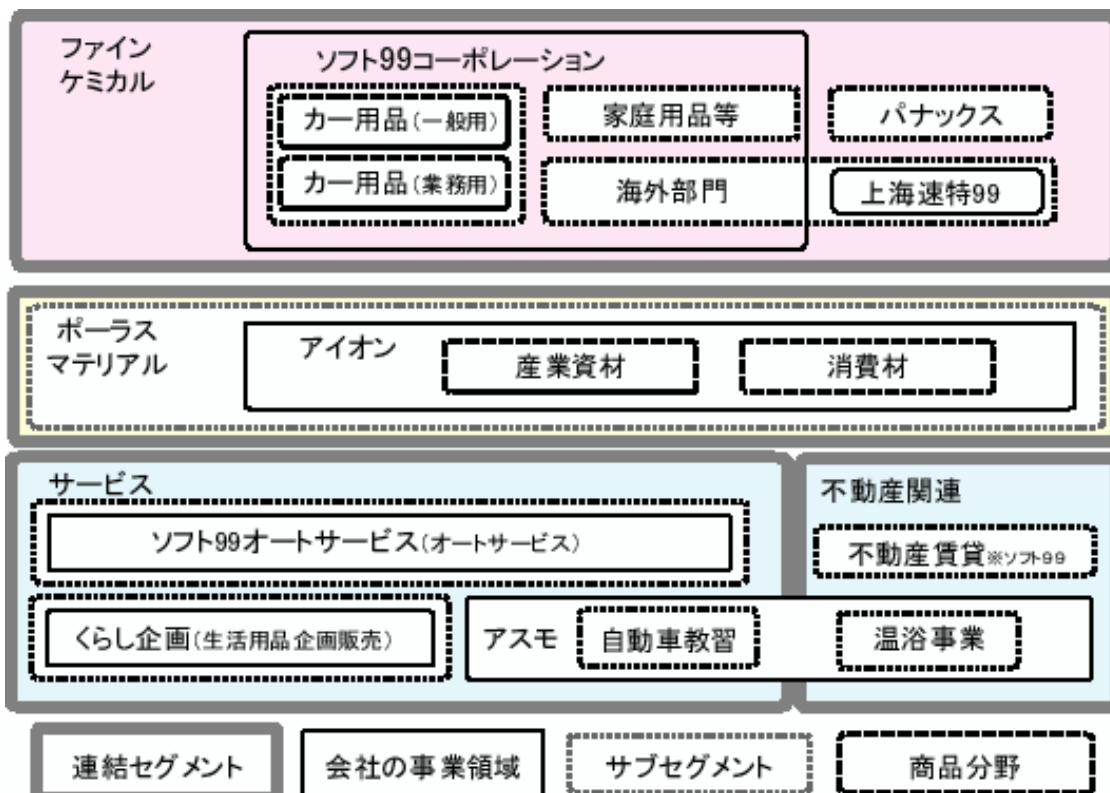 ファイン
ケミカル
ソフト99コーポレーション
カー用品(一般用)
家庭用品等
パナックス
カー用品(業務用)
海外部門
上海速特99
ポーラス
マテリアル
アイオン
産業資材
消費材
サービス
ソフト99オートサービス(オートサービス)
くらし企画(生活用品企画販売)
アスモ
自動車教習
不動産関連
不動産賃貸※ソフト99
温浴事業
連結セグメント
会社の事業領域
サブセグメント
商品分野